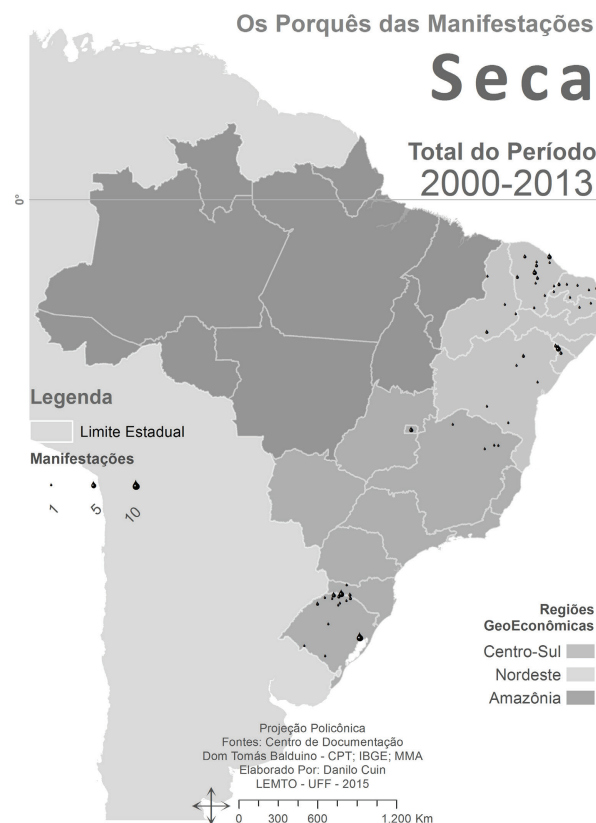 Os Porquês das Manifestações
Seca
Total do Período
2000-2013
0°
Legenda
Limite Estadual
Manifestações
1
5
10
Regiões
GeoEconômicas
Centro-Sul
Nordeste
Amazônia
Projeção Policônica
Fontes: Centro de Documentação
Dom Tomás Balduino - CPT; IBGE; MMA
Elaborado Por: Danilo Cuin
LEMTO - UFF - 2015
0 300 600 1.200 Km